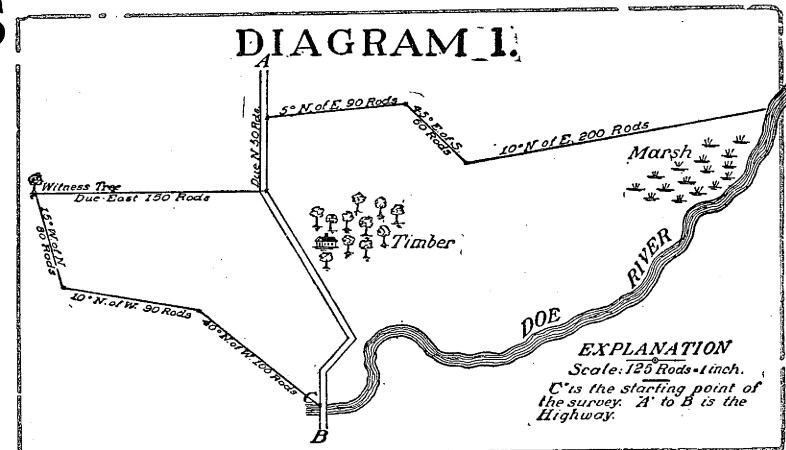 DIAGRAM 1.
A
Due N. 50 Rds.
5° N. of E. 90 Rods
45° E. of S.
60 Rods
10° N of E. 200 Rods
Marsh
Witness Tree
Due East 150 Rods
15° W. of N
80 Rods
Timber
10° N. of W. 90 Rods
40° N. of W. 100 Rods
DOE RIVER
C
B
EXPLANATION
Scale: 125 Rods = 1 inch.
C is the starting point of
the survey. A to B is the
Highway.